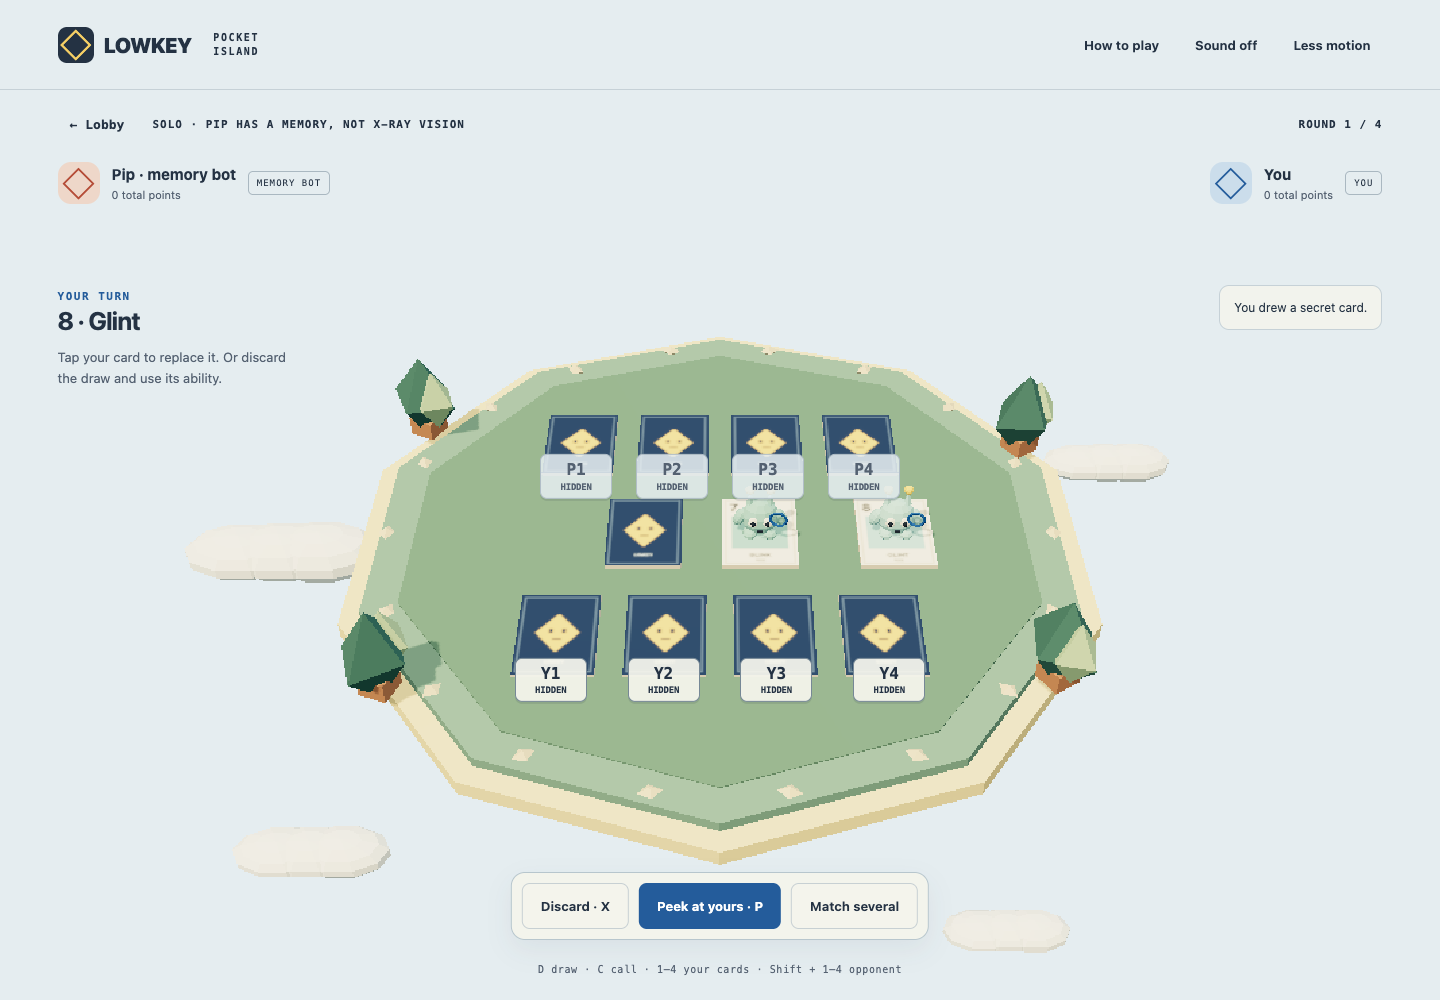 LOWKEY
POCKET
ISLAND
How to play
Sound off
Less motion
← Lobby
SOLO · PIP HAS A MEMORY, NOT X–RAY VISION
ROUND 1 / 4
Pip · memory bot
0 total points
MEMORY BOT
You
0 total points
YOU
YOUR TURN
8 · Glint
Tap your card to replace it. Or discard
the draw and use its ability.
You drew a secret card.
P1
HIDDEN
P2
HIDDEN
P3
HIDDEN
P4
HIDDEN
Y1
HIDDEN
Y2
HIDDEN
Y3
HIDDEN
Y4
HIDDEN
Discard · X
Peek at yours · P
Match several
D draw · C call · 1–4 your cards · Shift + 1–4 opponent